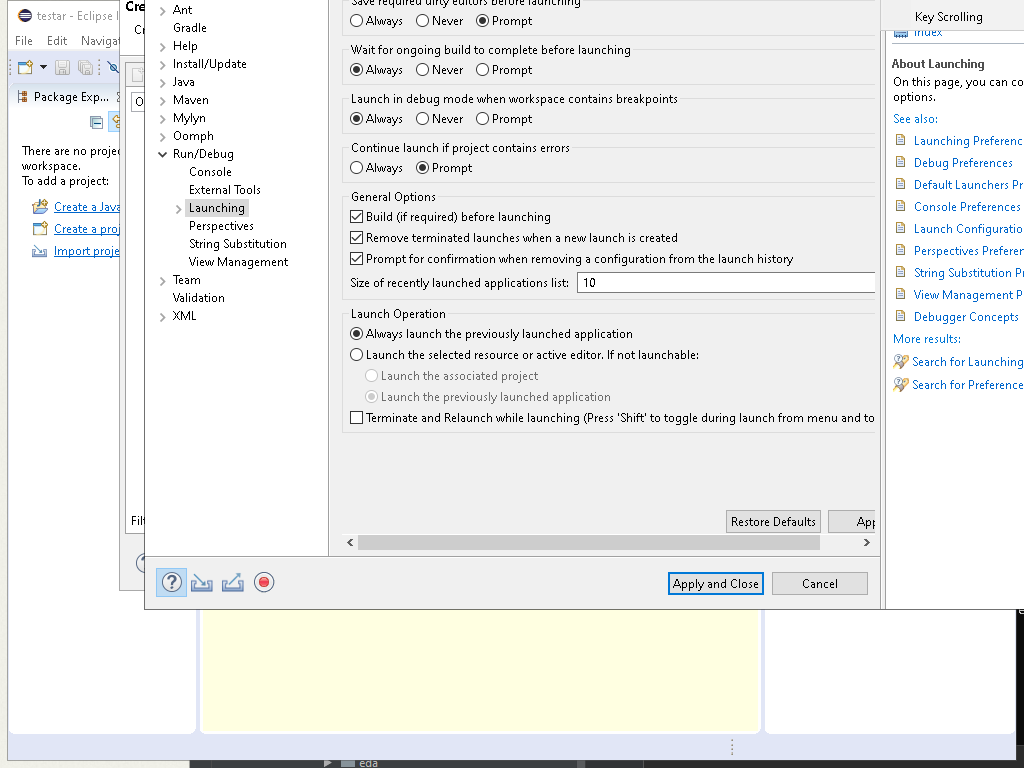 testar - Eclipse I
File Edit Navigat
Package Exp...
There are no proje
workspace.
To add a project:
Create a Java
Create a proj
Import proje
Cre
Filt
Ant
Gradle
Help
Install/Update
Java
Maven
Mylyn
Oomph
Run/Debug
Console
External Tools
Launching
Perspectives
String Substitution
View Management
Team
Validation
XML
Save required dirty editors before launching
Always Never Prompt
Wait for ongoing build to complete before launching
Always Never Prompt
Launch in debug mode when workspace contains breakpoints
Always Never Prompt
Continue launch if project contains errors
Always Prompt
General Options
Build (if required) before launching
Remove terminated launches when a new launch is created
Prompt for confirmation when removing a configuration from the launch history
Size of recently launched applications list: 10
Launch Operation
Always launch the previously launched application
Launch the selected resource or active editor. If not launchable:
Launch the associated project
Launch the previously launched application
Terminate and Relaunch while launching (Press 'Shift' to toggle during launch from menu and to
Restore Defaults App
Apply and Close Cancel
Key Scrolling
Index
About Launching
On this page, you can co
options.
See also:
Launching Preferenc
Debug Preferences
Default Launchers Pr
Console Preferences
Launch Configuratio
Perspectives Preferen
String Substitution Pr
View Management P
Debugger Concepts
More results:
Search for Launching
Search for Preference
eda